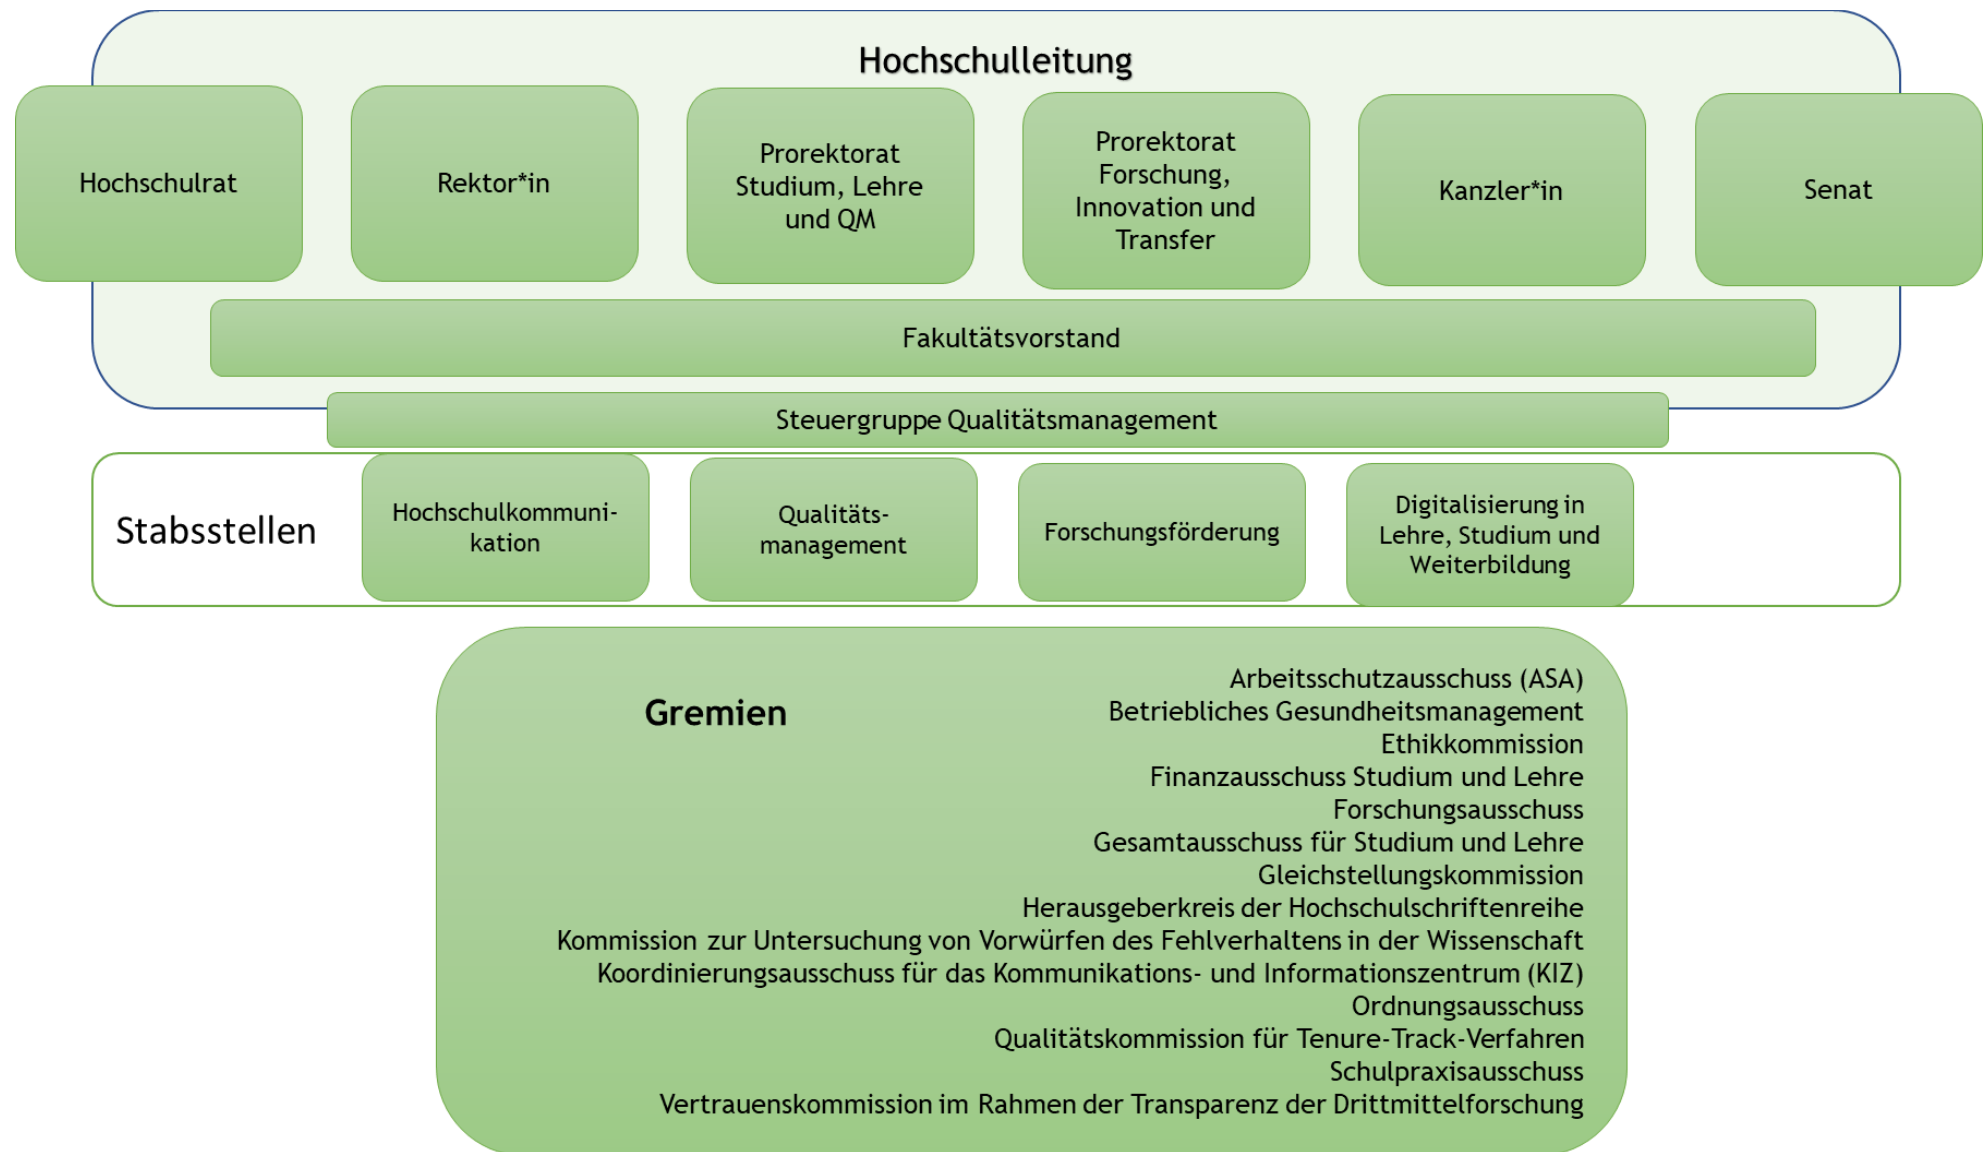 Hochschulleitung
Hochschulrat
Rektor*in
Prorektorat
Studium, Lehre
und QM
Prorektorat
Forschung,
Innovation und
Transfer
Kanzler*in
Senat
Fakultätsvorstand
Steuergruppe Qualitätsmanagement
Stabsstellen
Hochschulkommuni-
kation
Qualitäts-
management
Forschungsförderung
Digitalisierung in
Lehre, Studium und
Weiterbildung
Gremien
Arbeitsschutzausschuss (ASA)
Betriebliches Gesundheitsmanagement
Ethikkommission
Finanzausschuss Studium und Lehre
Forschungsausschuss
Gesamtausschuss für Studium und Lehre
Gleichstellungskommission
Herausgeberkreis der Hochschulschriftenreihe
Kommission zur Untersuchung von Vorwürfen des Fehlverhaltens in der Wissenschaft
Koordinierungsausschuss für das Kommunikations- und Informationszentrum (KIZ)
Ordnungsausschuss
Qualitätskommission für Tenure-Track-Verfahren
Schulpraxisausschuss
Vertrauenskommission im Rahmen der Transparenz der Drittmittelforschung